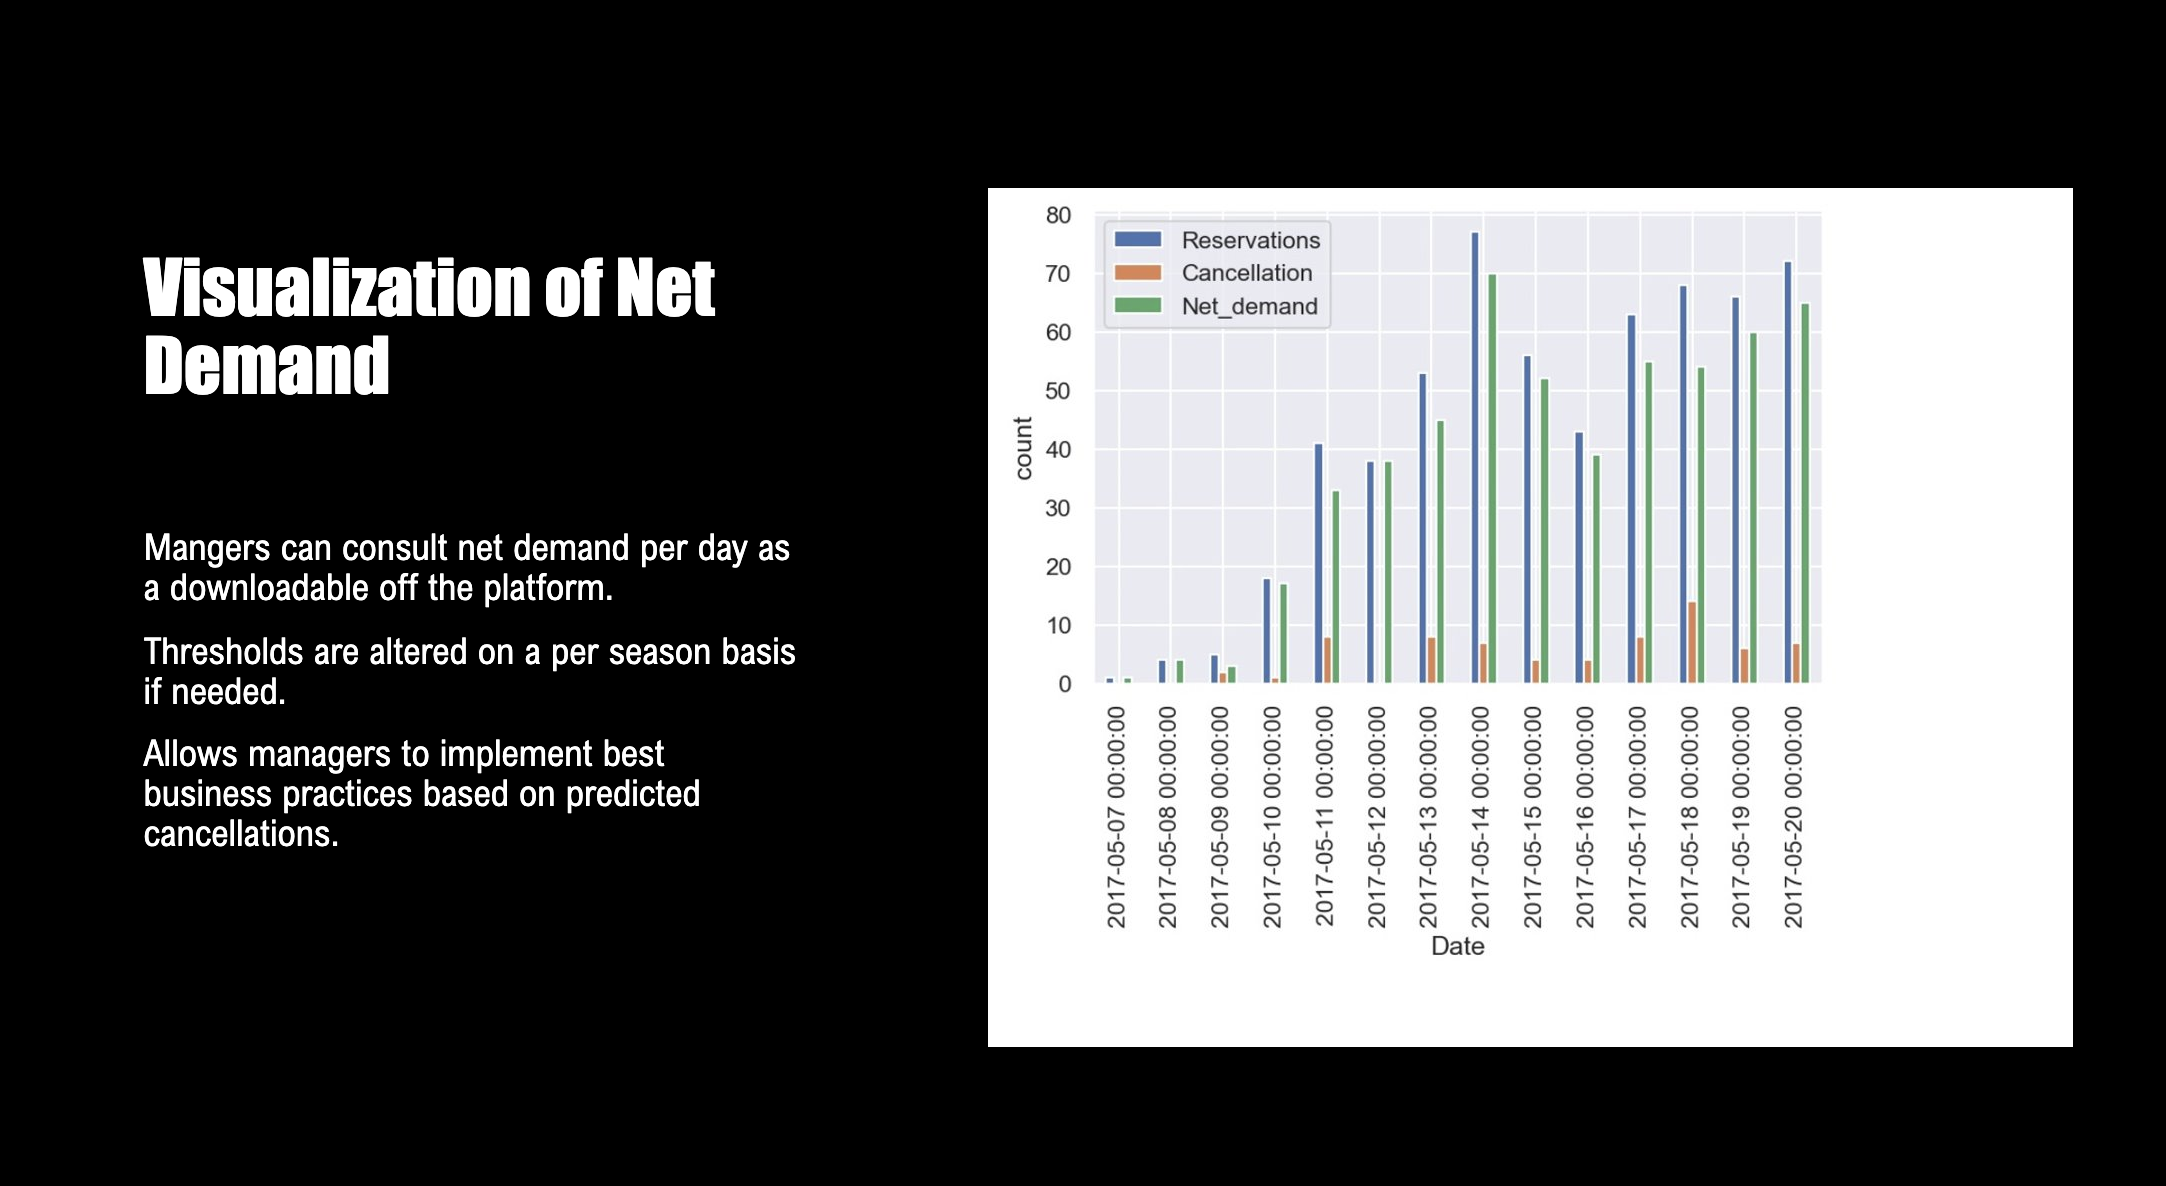 Visualization of Net
Demand
Mangers can consult net demand per day as
a downloadable off the platform.
Thresholds are altered on a per season basis
if needed.
Allows managers to implement best
business practices based on predicted
cancellations.
Reservations
Cancellation
Net_demand
80
70
60
50
40
30
20
10
0
count
2017-05-07 00:00:00
2017-05-08 00:00:00
2017-05-09 00:00:00
2017-05-10 00:00:00
2017-05-11 00:00:00
2017-05-12 00:00:00
2017-05-13 00:00:00
2017-05-14 00:00:00
2017-05-15 00:00:00
2017-05-16 00:00:00
2017-05-17 00:00:00
2017-05-18 00:00:00
2017-05-19 00:00:00
2017-05-20 00:00:00
Date